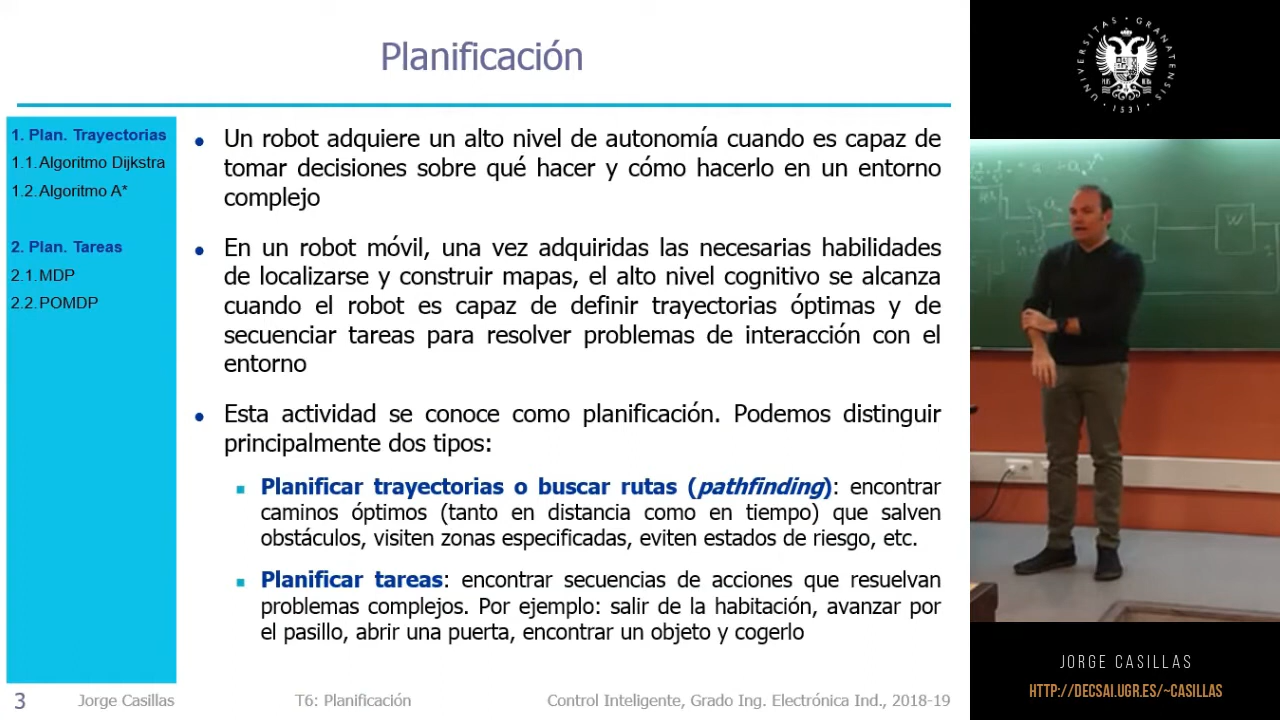 Planificación
1. Plan. Trayectorias
1.1. Algoritmo Dijkstra
1.2. Algoritmo A*
2. Plan. Tareas
2.1. MDP
2.2. POMDP
• Un robot adquiere un alto nivel de autonomía cuando es capaz de
tomar decisiones sobre qué hacer y cómo hacerlo en un entorno
complejo
• En un robot móvil, una vez adquiridas las necesarias habilidades
de localizarse y construir mapas, el alto nivel cognitivo se alcanza
cuando el robot es capaz de definir trayectorias óptimas y de
secuenciar tareas para resolver problemas de interacción con el
entorno
• Esta actividad se conoce como planificación. Podemos distinguir
principalmente dos tipos:
▪ Planificar trayectorias o buscar rutas (pathfinding): encontrar
caminos óptimos (tanto en distancia como en tiempo) que salven
obstáculos, visiten zonas especificadas, eviten estados de riesgo, etc.
▪ Planificar tareas: encontrar secuencias de acciones que resuelvan
problemas complejos. Por ejemplo: salir de la habitación, avanzar por
el pasillo, abrir una puerta, encontrar un objeto y cogerlo
3 Jorge Casillas T6: Planificación Control Inteligente, Grado Ing. Electrónica Ind., 2018-19
UNIVERSITAS GRANATENSIS 1531
W
JORGE CASILLAS
HTTP://DECSAI.UGR.ES/~CASILLAS